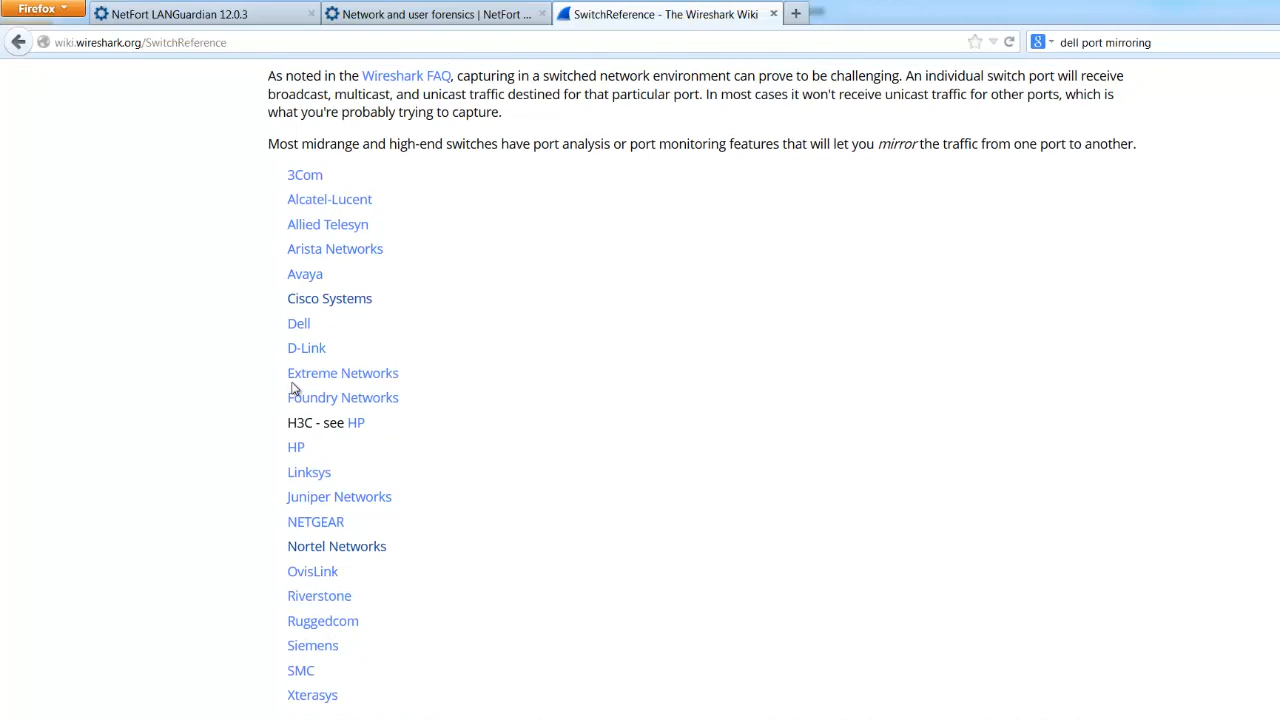 Firefox
NetFort LANGuardian 12.0.3
Network and user forensics | NetFort ...
SwitchReference - The Wireshark Wiki
wiki.wireshark.org/SwitchReference
dell port mirroring
As noted in the Wireshark FAQ, capturing in a switched network environment can prove to be challenging. An individual switch port will receive
broadcast, multicast, and unicast traffic destined for that particular port. In most cases it won't receive unicast traffic for other ports, which is
what you're probably trying to capture.
Most midrange and high-end switches have port analysis or port monitoring features that will let you mirror the traffic from one port to another.
3Com
Alcatel-Lucent
Allied Telesyn
Arista Networks
Avaya
Cisco Systems
Dell
D-Link
Extreme Networks
Foundry Networks
H3C - see HP
HP
Linksys
Juniper Networks
NETGEAR
Nortel Networks
OvisLink
Riverstone
Ruggedcom
Siemens
SMC
Xterasys